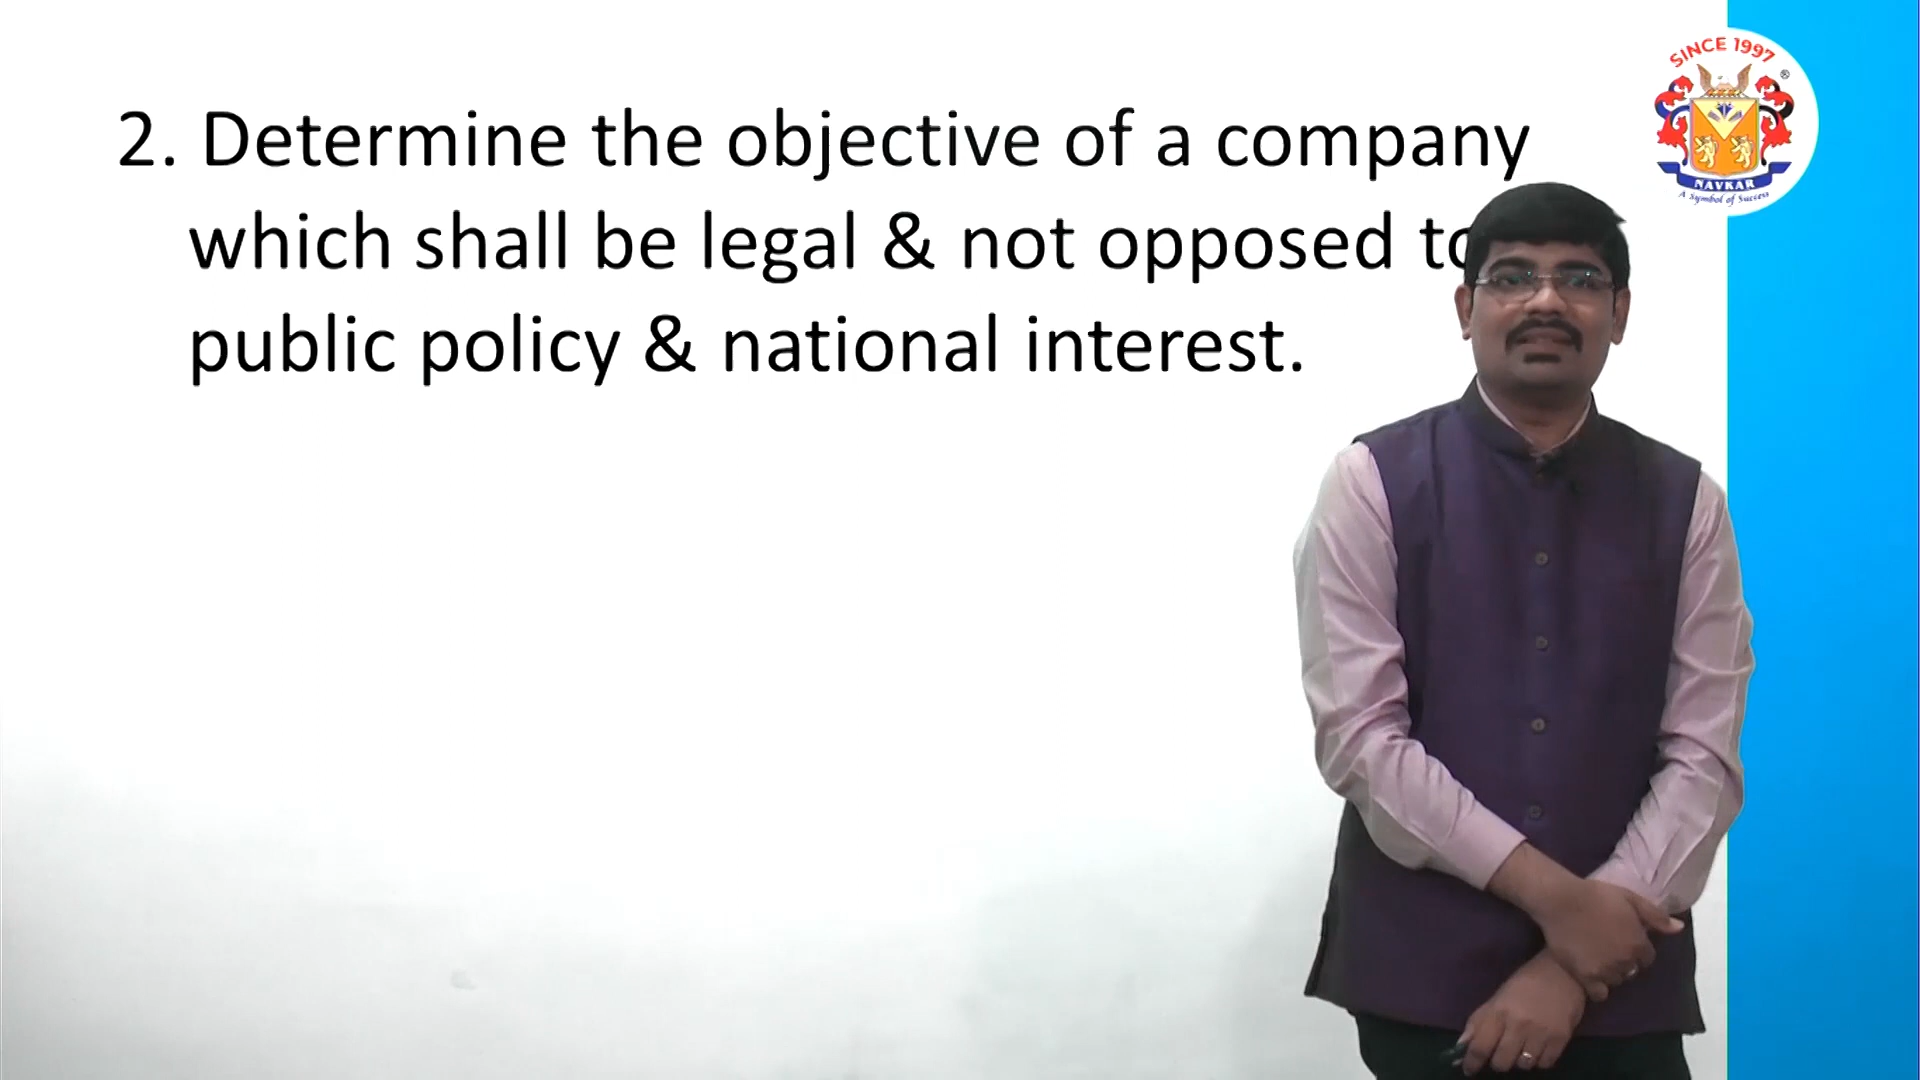 2. Determine the objective of a company
which shall be legal & not opposed to
public policy & national interest.
SINCE 1997
®
NAVKAR
A Symbol of Success